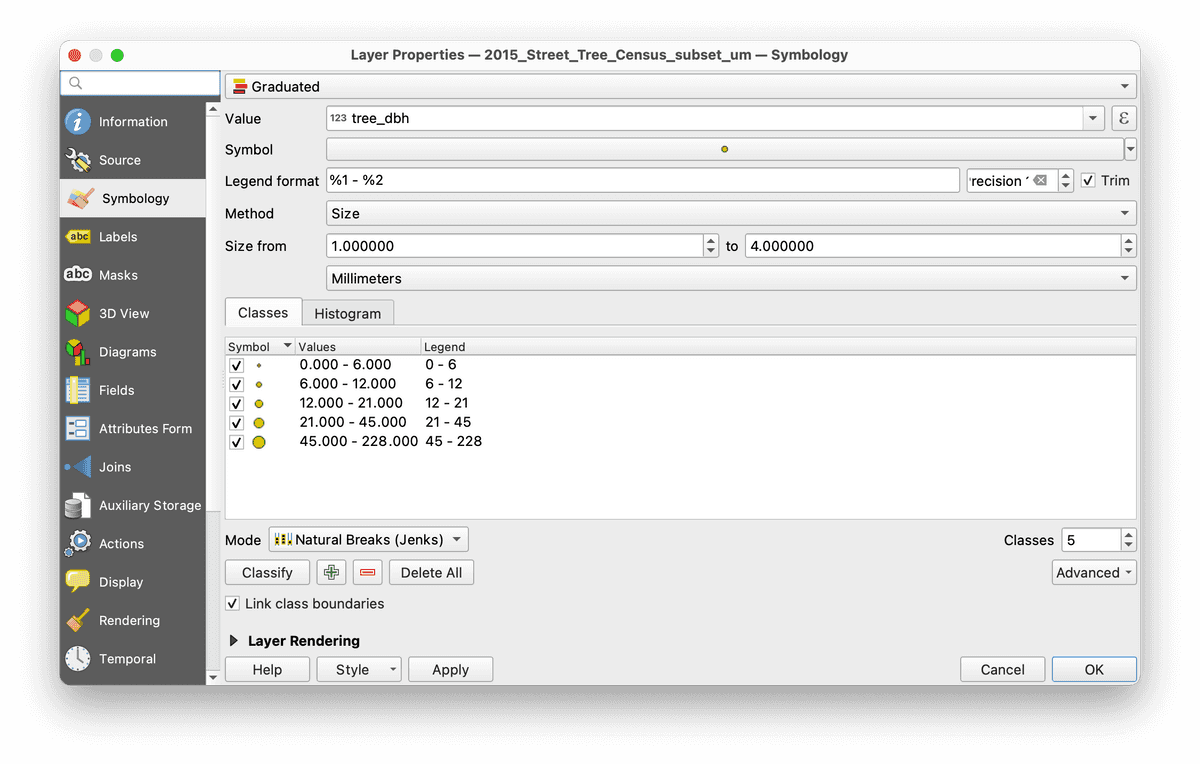 Layer Properties — 2015_Street_Tree_Census_subset_um — Symbology
Information
Source
Symbology
abc Labels
abc Masks
3D View
Diagrams
Fields
Attributes Form
Joins
Auxiliary Storage
Actions
Display
Rendering
Temporal
Graduated
Value 123 tree_dbh ε
Symbol
Legend format %1 - %2 recision Trim
Method Size
Size from 1.000000 to 4.000000
Millimeters
Classes Histogram
Symbol Values Legend
0.000 - 6.000 0 - 6
6.000 - 12.000 6 - 12
12.000 - 21.000 12 - 21
21.000 - 45.000 21 - 45
45.000 - 228.000 45 - 228
Mode Natural Breaks (Jenks) Classes 5
Classify Delete All Advanced
Link class boundaries
Layer Rendering
Help Style Apply Cancel OK